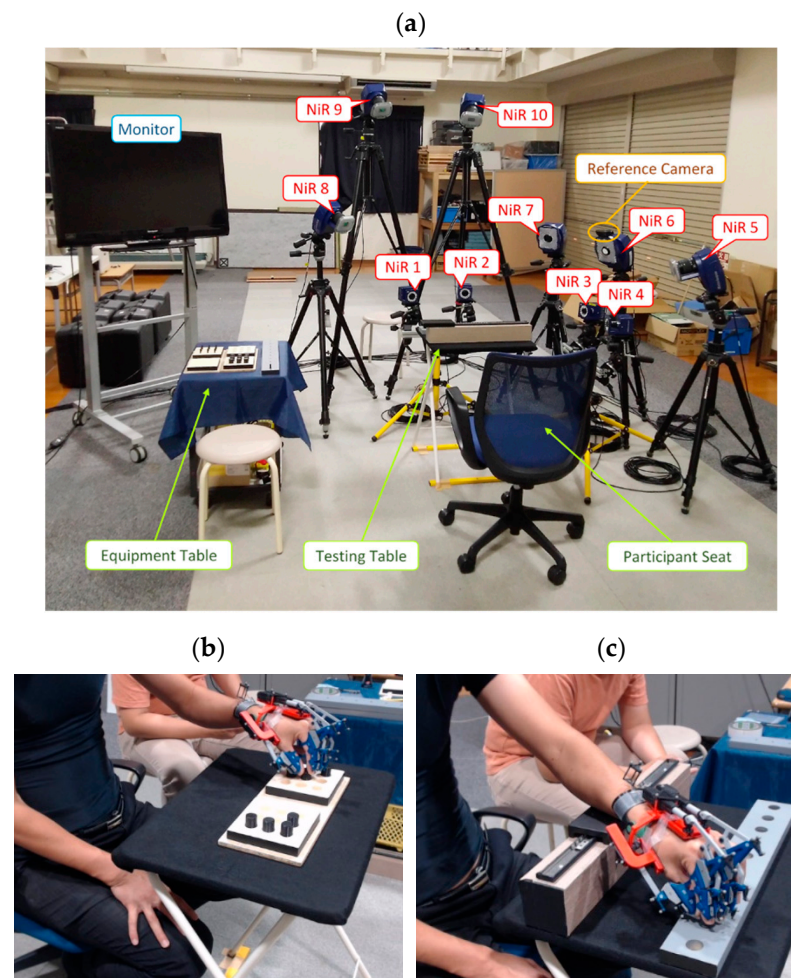 (a)
NiR 9
NiR 10
Monitor
Reference Camera
NiR 8
NiR 7
NiR 6
NiR 5
NiR 1
NiR 2
NiR 3
NiR 4
Equipment Table
Testing Table
Participant Seat
(b)
(c)